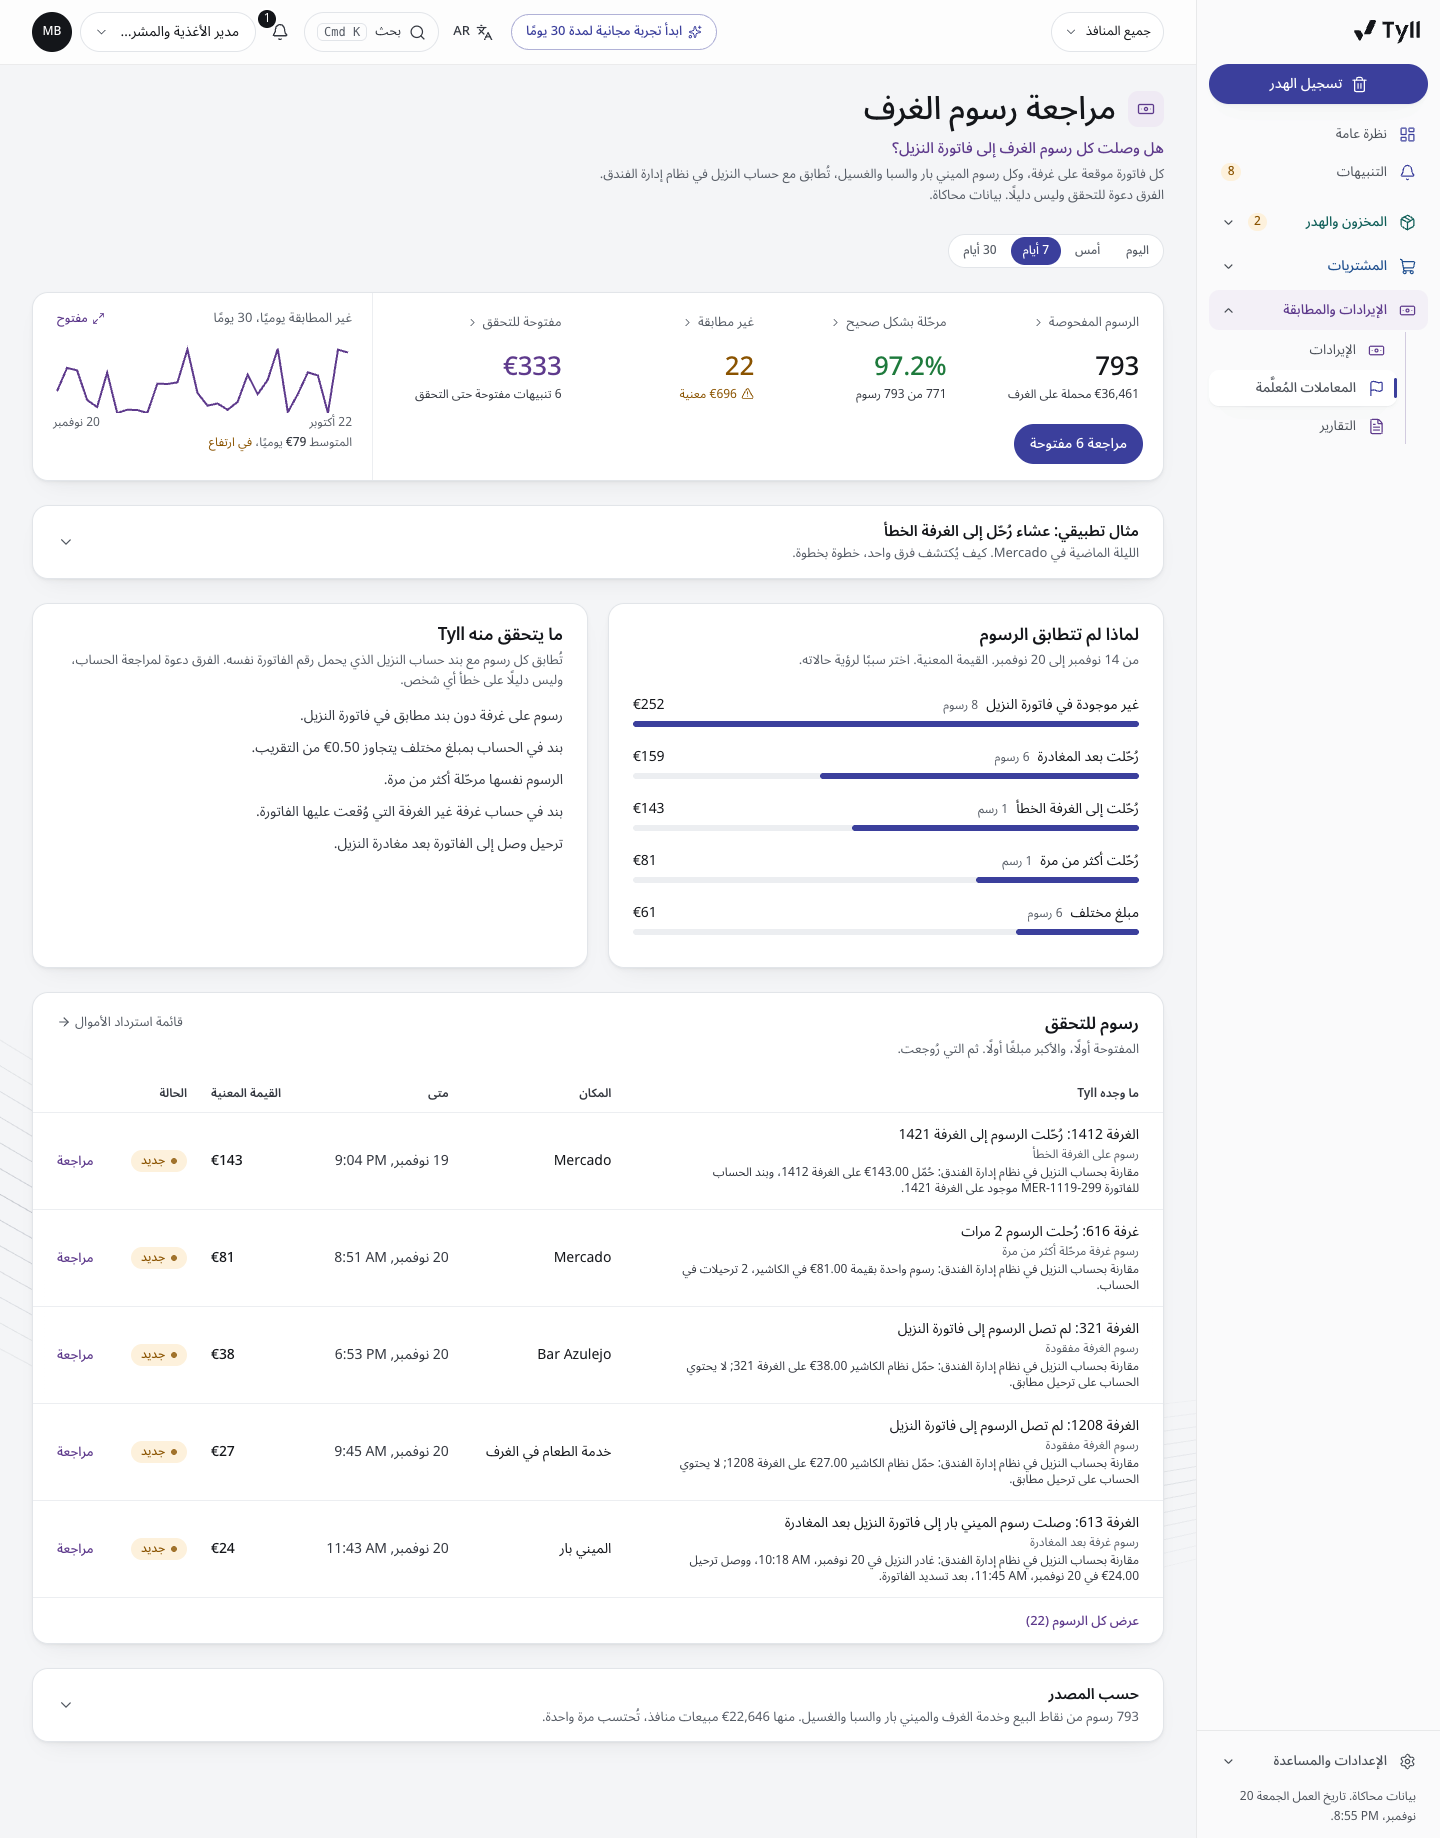 Tyll
تسجيل الهدر
نظرة عامة
التنبيهات
8
المخزون والهدر
2
المشتريات
الإيرادات والمطابقة
الإيرادات
المعاملات المُعلَّمة
التقارير
الإعدادات والمساعدة
بيانات محاكاة. تاريخ العمل الجمعة 20
نوفمبر، 8:55 PM.
جميع المنافذ
ابدأ تجربة مجانية لمدة 30 يومًا
AR
بحث
Cmd K
1
مدير الأغذية والمشر...
MB
مراجعة رسوم الغرف
هل وصلت كل رسوم الغرف إلى فاتورة النزيل؟
كل فاتورة موقعة على غرفة، وكل رسوم الميني بار والسبا والغسيل، تُطابق مع حساب النزيل في نظام إدارة الفندق.
الفرق دعوة للتحقق وليس دليلًا. بيانات محاكاة.
اليوم
أمس
7 أيام
30 أيام
الرسوم المفحوصة
793
€36,461 محملة على الغرف
مرحّلة بشكل صحيح
97.2%
771 من 793 رسوم
غير مطابقة
22
€696 معنية
مفتوحة للتحقق
€333
6 تنبيهات مفتوحة حتى التحقق
مراجعة 6 مفتوحة
غير المطابقة يوميًا، 30 يومًا
مفتوح
22 أكتوبر
20 نوفمبر
المتوسط €79 يوميًا، في ارتفاع
مثال تطبيقي: عشاء رُحّل إلى الغرفة الخطأ
الليلة الماضية في Mercado. كيف يُكتشف فرق واحد، خطوة بخطوة.
لماذا لم تتطابق الرسوم
من 14 نوفمبر إلى 20 نوفمبر. القيمة المعنية. اختر سببًا لرؤية حالاته.
غير موجودة في فاتورة النزيل 8 رسوم €252
رُحّلت بعد المغادرة 6 رسوم €159
رُحّلت إلى الغرفة الخطأ 1 رسم €143
رُحّلت أكثر من مرة 1 رسم €81
مبلغ مختلف 6 رسوم €61
ما يتحقق منه Tyll
تُطابق كل رسوم مع بند حساب النزيل الذي يحمل رقم الفاتورة نفسه. الفرق دعوة لمراجعة الحساب،
وليس دليلًا على خطأ أي شخص.
رسوم على غرفة دون بند مطابق في فاتورة النزيل.
بند في الحساب بمبلغ مختلف يتجاوز €0.50 من التقريب.
الرسوم نفسها مرحّلة أكثر من مرة.
بند في حساب غرفة غير الغرفة التي وُقعت عليها الفاتورة.
ترحيل وصل إلى الفاتورة بعد مغادرة النزيل.
رسوم للتحقق
قائمة استرداد الأموال
المفتوحة أولًا، والأكبر مبلغًا أولًا. ثم التي رُوجعت.
ما وجده Tyll
المكان
متى
القيمة المعنية
الحالة
الغرفة 1412: رُحّلت الرسوم إلى الغرفة 1421
رسوم على الغرفة الخطأ
مقارنة بحساب النزيل في نظام إدارة الفندق: حُمّل €143.00 على الغرفة 1412، وبند الحساب
للفاتورة MER-1119-299 موجود على الغرفة 1421.
Mercado
19 نوفمبر, 9:04 PM
€143
جديد
مراجعة
غرفة 616: رُحلت الرسوم 2 مرات
رسوم غرفة مرحّلة أكثر من مرة
مقارنة بحساب النزيل في نظام إدارة الفندق: رسوم واحدة بقيمة €81.00 في الكاشير، 2 ترحيلات في
الحساب.
Mercado
20 نوفمبر, 8:51 AM
€81
جديد
مراجعة
الغرفة 321: لم تصل الرسوم إلى فاتورة النزيل
رسوم الغرفة مفقودة
مقارنة بحساب النزيل في نظام إدارة الفندق: حمّل نظام الكاشير €38.00 على الغرفة 321; لا يحتوي
الحساب على ترحيل مطابق.
Bar Azulejo
20 نوفمبر, 6:53 PM
€38
جديد
مراجعة
الغرفة 1208: لم تصل الرسوم إلى فاتورة النزيل
رسوم الغرفة مفقودة
مقارنة بحساب النزيل في نظام إدارة الفندق: حمّل نظام الكاشير €27.00 على الغرفة 1208; لا يحتوي
الحساب على ترحيل مطابق.
خدمة الطعام في الغرف
20 نوفمبر, 9:45 AM
€27
جديد
مراجعة
الغرفة 613: وصلت رسوم الميني بار إلى فاتورة النزيل بعد المغادرة
رسوم غرفة بعد المغادرة
مقارنة بحساب النزيل في نظام إدارة الفندق: غادر النزيل في 20 نوفمبر، 10:18 AM، ووصل ترحيل
€24.00 في 20 نوفمبر، 11:45 AM، بعد تسديد الفاتورة.
الميني بار
20 نوفمبر, 11:43 AM
€24
جديد
مراجعة
عرض كل الرسوم (22)
حسب المصدر
793 رسوم من نقاط البيع وخدمة الغرف والميني بار والسبا والغسيل. منها €22,646 مبيعات منافذ، تُحتسب مرة واحدة.